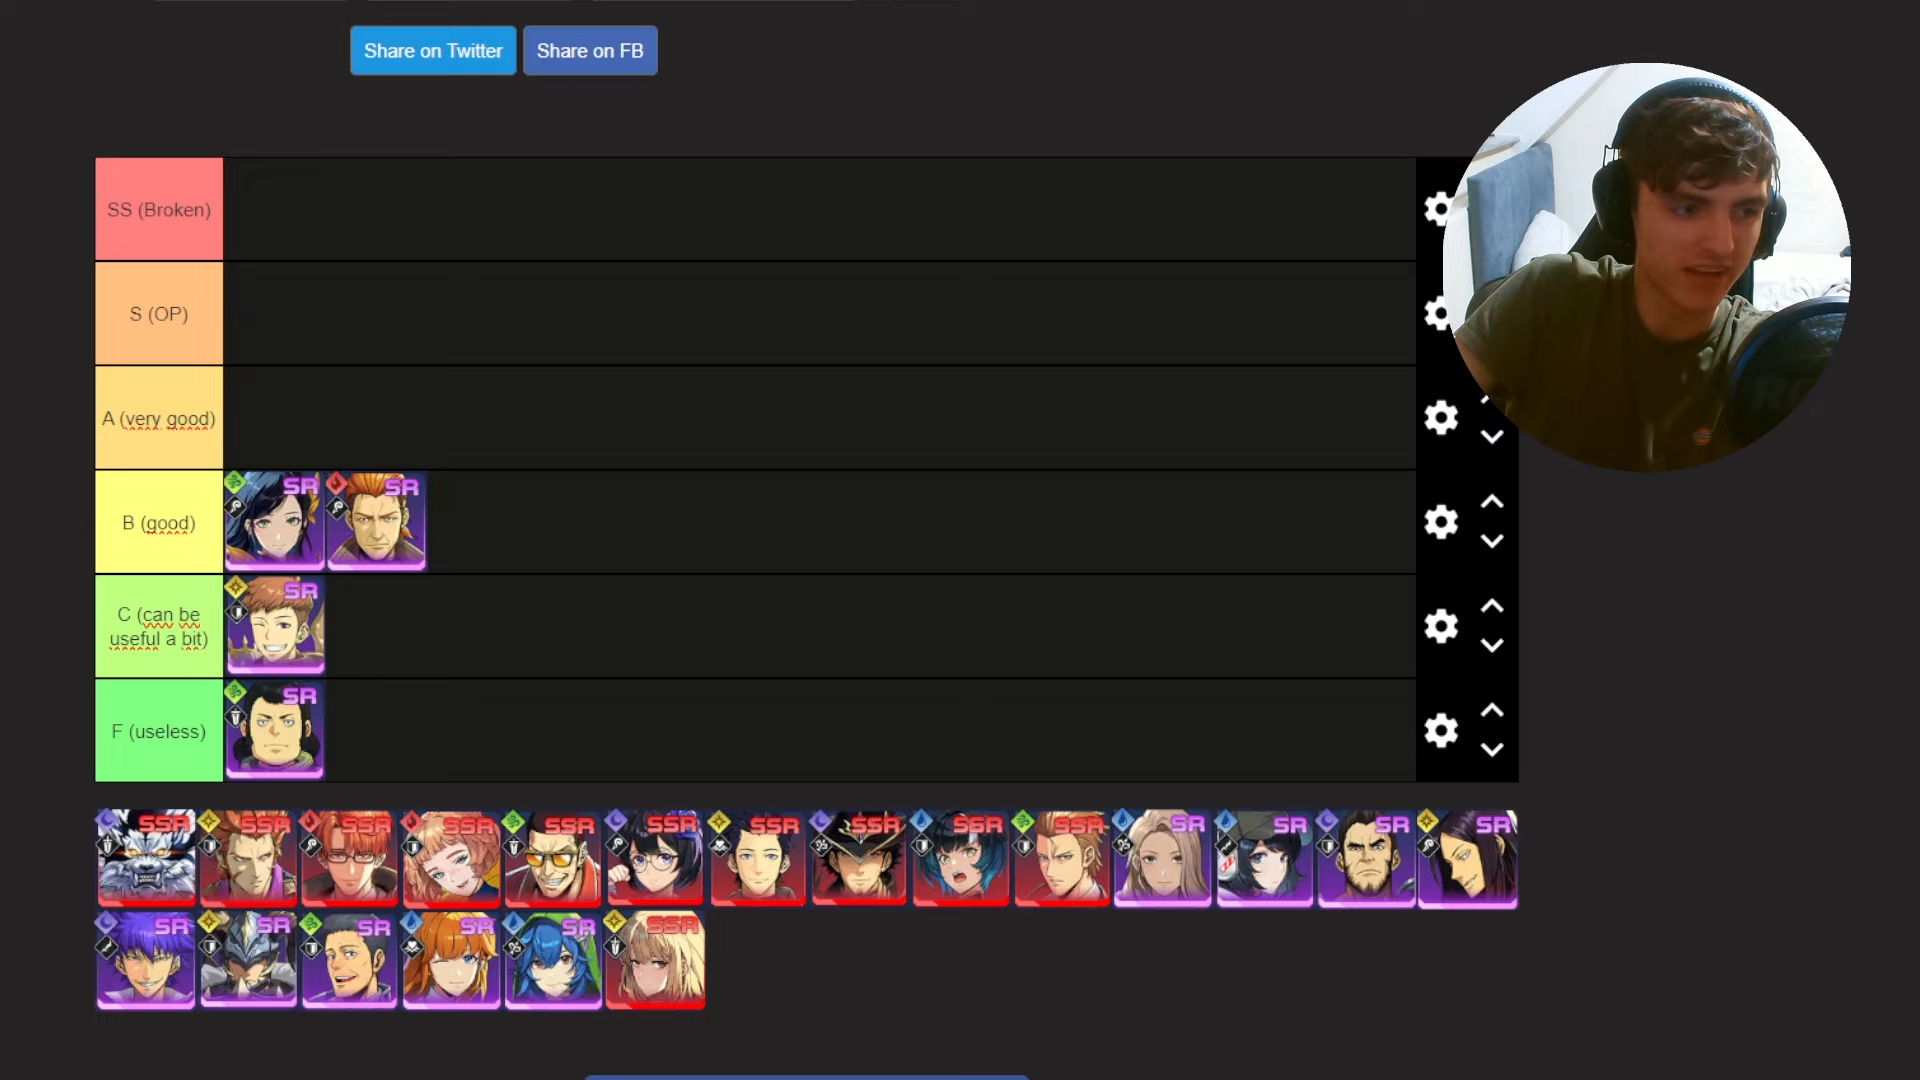 Share on Twitter Share on FB
SS (Broken)
S (OP)
A (very good)
B (good) SR SR
C (can be
useful a bit) SR
F (useless) SR
SSR SSR SSR SSR SSR SSR SSR SSR SSR SSR SR SR SR SR
SR SR SR SR SR SSR